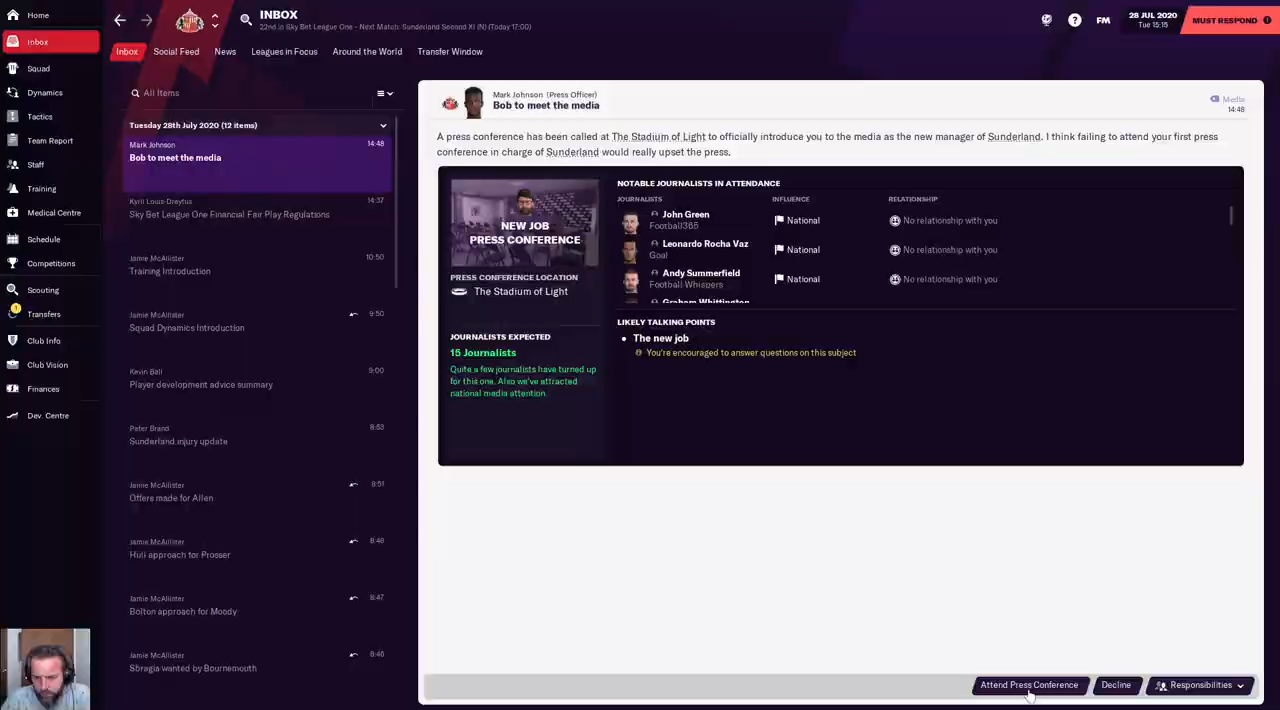 Home
Inbox
Squad
Dynamics
Tactics
Team Report
Staff
Training
Medical Centre
Schedule
Competitions
Scouting
1
Transfers
Club Info
Club Vision
Finances
Dev. Centre
INBOX
22nd in Sky Bet League One - Next Match: Sunderland Second XI (N) (Today 17:00)
FM
28 JUL 2020
Tue 15:15
MUST RESPOND
Inbox
Social Feed
News
Leagues in Focus
Around the World
Transfer Window
All Items
Tuesday 28th July 2020 (12 items)
Mark Johnson 14:48
Bob to meet the media
Kyril Louis-Dreyfus 14:37
Sky Bet League One Financial Fair Play Regulations
Jamie McAllister 10:50
Training Introduction
Jamie McAllister 9:50
Squad Dynamics Introduction
Kevin Ball 9:00
Player development advice summary
Peter Brand 8:53
Sunderland injury update
Jamie McAllister 8:51
Offers made for Allen
Jamie McAllister 8:48
Hull approach for Prosser
Jamie McAllister 8:47
Bolton approach for Moody
Jamie McAllister 8:46
Sbragia wanted by Bournemouth
Mark Johnson (Press Officer)
Bob to meet the media
Media
14:48
A press conference has been called at The Stadium of Light to officially introduce you to the media as the new manager of Sunderland. I think failing to attend your first press
conference in charge of Sunderland would really upset the press.
NEW JOB
PRESS CONFERENCE
PRESS CONFERENCE LOCATION
The Stadium of Light
JOURNALISTS EXPECTED
15 Journalists
Quite a few journalists have turned up
for this one. Also we've attracted
national media attention.
NOTABLE JOURNALISTS IN ATTENDANCE
JOURNALISTS INFLUENCE RELATIONSHIP
John Green
Football365
National
No relationship with you
Leonardo Rocha Vaz
Goal
National
No relationship with you
Andy Summerfield
Football Whispers
National
No relationship with you
Graham Whittington
LIKELY TALKING POINTS
The new job
You're encouraged to answer questions on this subject
Attend Press Conference
Decline
Responsibilities